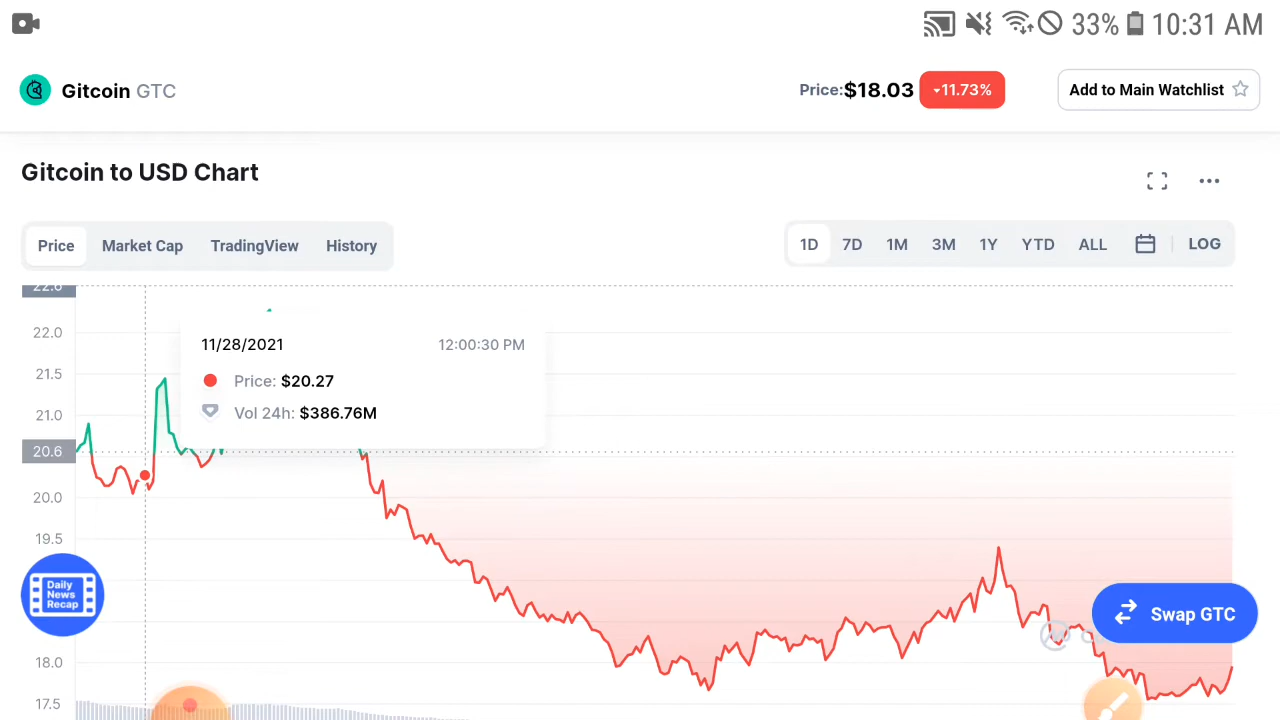 33% 10:31 AM
Gitcoin GTC
Price:$18.03 11.73%
Add to Main Watchlist
Gitcoin to USD Chart
Price Market Cap TradingView History
1D 7D 1M 3M 1Y YTD ALL LOG
22.0
21.5
21.0
20.6
20.0
19.5
18.0
17.5
11/28/2021 12:00:30 PM
Price: $20.27
Vol 24h: $386.76M
Daily
News
Recap
Swap GTC